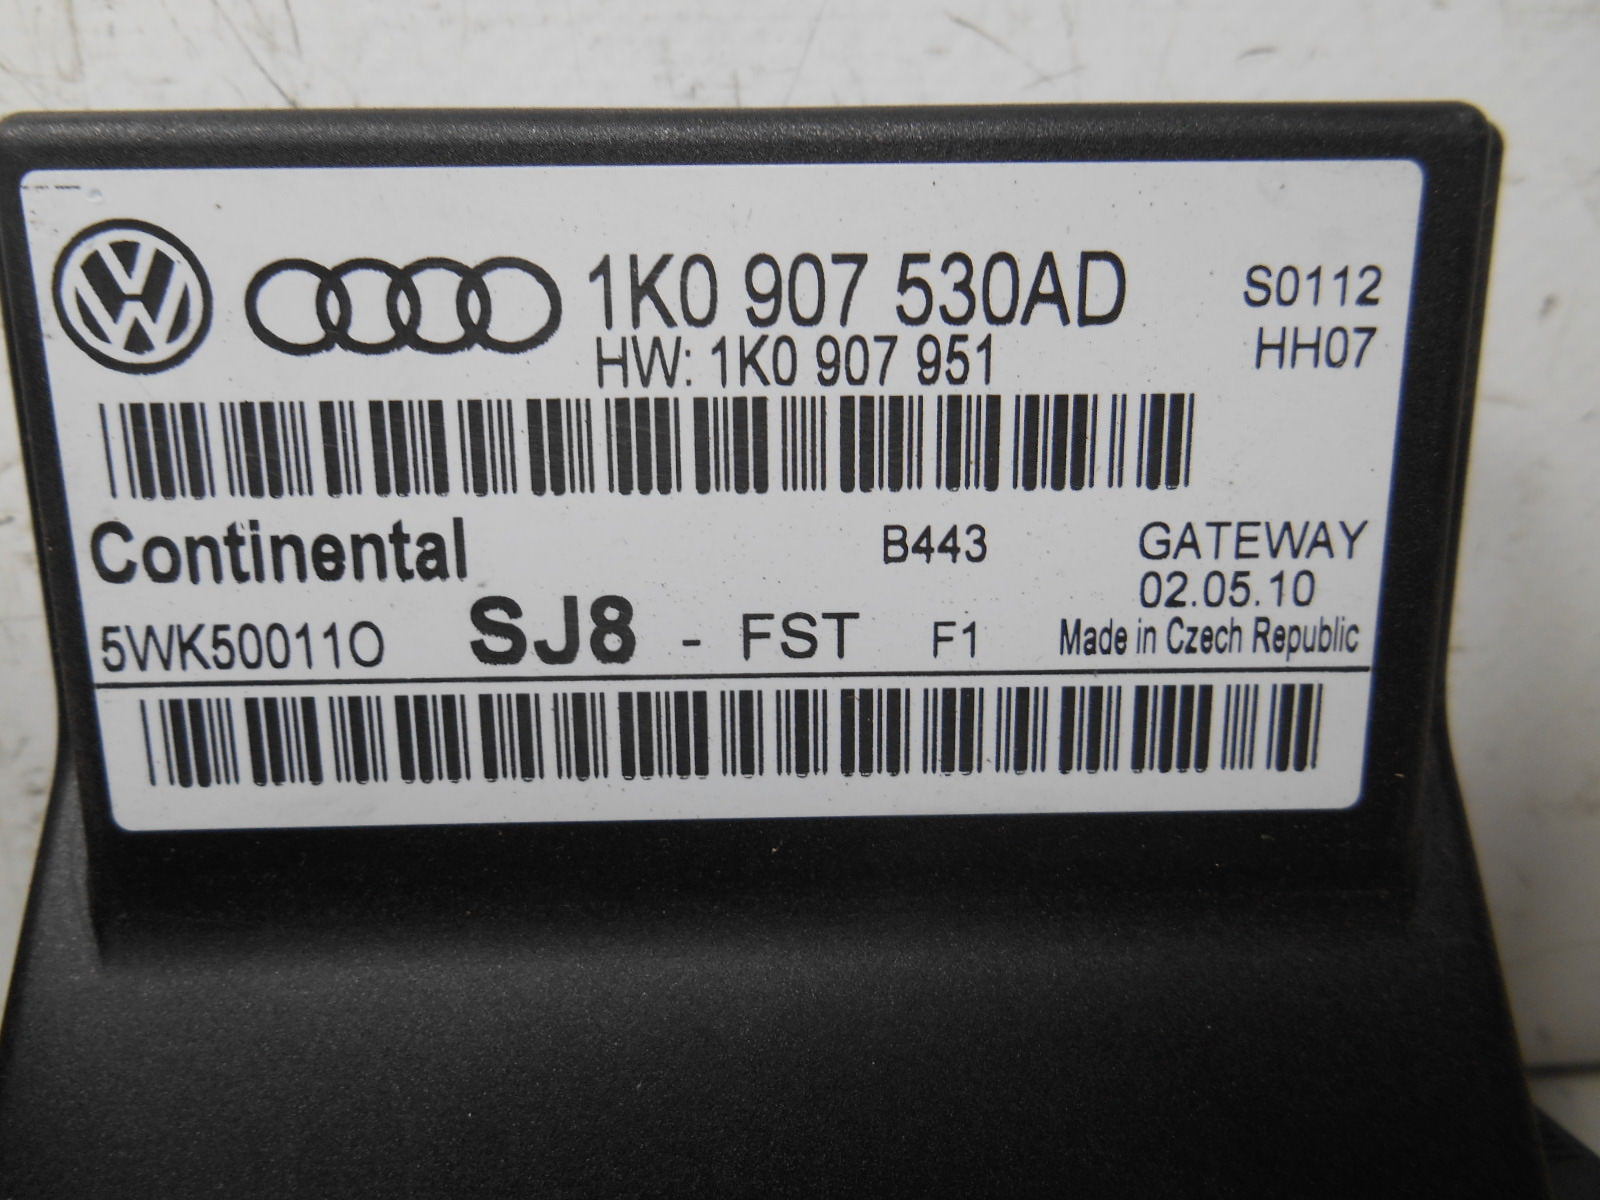 1K0 907 530AD
S0112
HW: 1K0 907 951
HH07
Continental
B443
GATEWAY
02.05.10
5WK50011O
SJ8 - FST F1
Made in Czech Republic